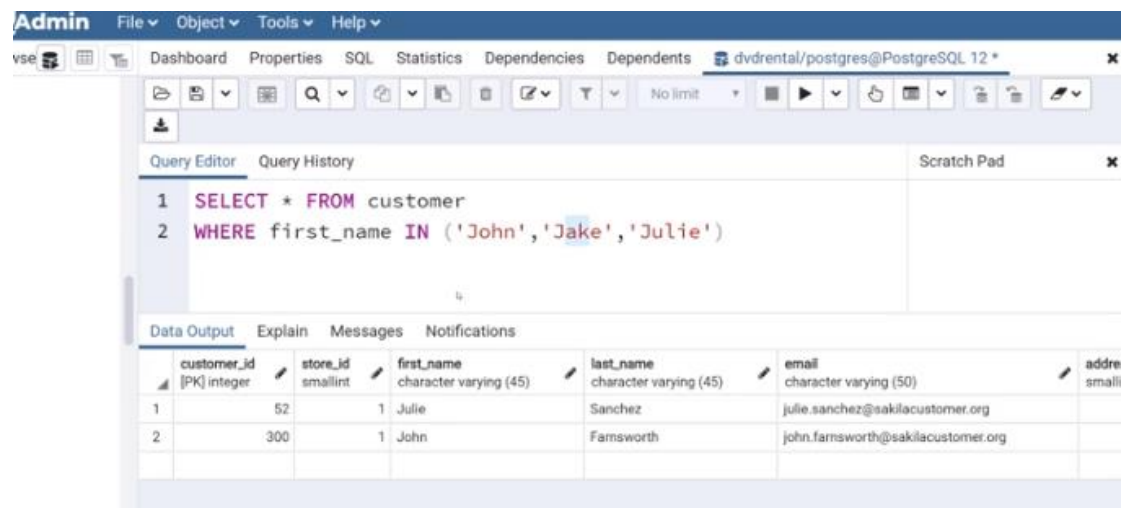 Admin File Object Tools Help
wse Dashboard Properties SQL Statistics Dependencies Dependents dvdrental/postgres@PostgreSQL 12 *
No limit
Query Editor Query History Scratch Pad
1 SELECT * FROM customer
2 WHERE first_name IN ('John','Jake','Julie')
Data Output Explain Messages Notifications
customer_id store_id first_name last_name email addre
[PK] integer smallint character varying (45) character varying (45) character varying (50) smalli
1 52 1 Julie Sanchez julie.sanchez@sakilacustomer.org
2 300 1 John Farnsworth john.farnsworth@sakilacustomer.org